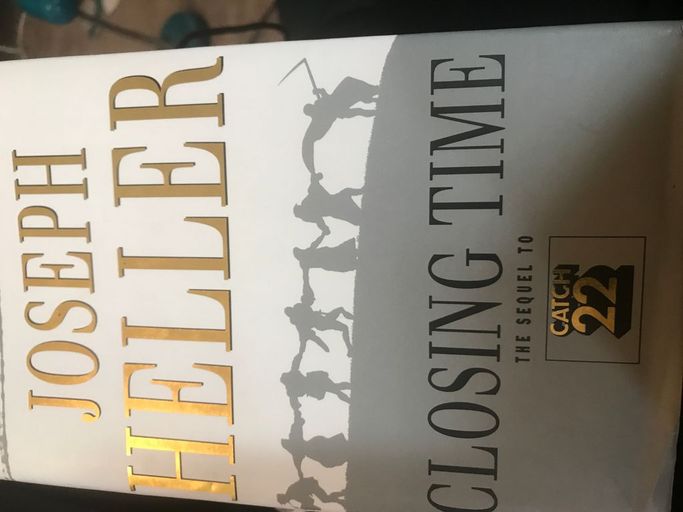 JOSEPH
HELLER
CLOSING TIME
THE SEQUEL TO
CATCH
22